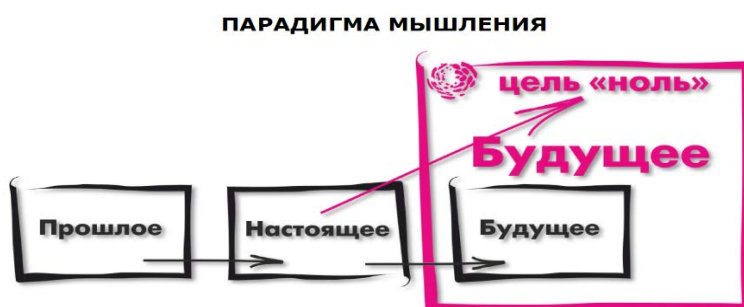 ПАРАДИГМА МЫШЛЕНИЯ
цель «ноль»
Будущее
Прошлое
Настоящее
Будущее